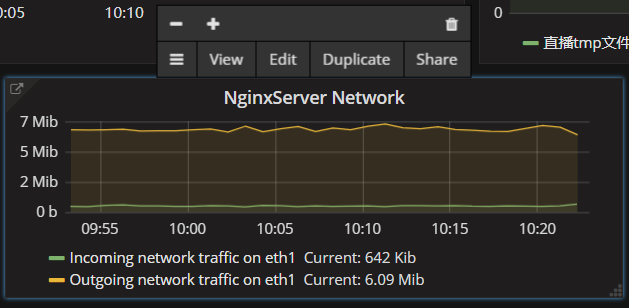 0:05
10:10
0
直播tmp文件
View Edit Duplicate Share
NginxServer Network
7 Mib
5 Mib
2 Mib
0 b
09:55 10:00 10:05 10:10 10:15 10:20
Incoming network traffic on eth1 Current: 642 Kib
Outgoing network traffic on eth1 Current: 6.09 Mib